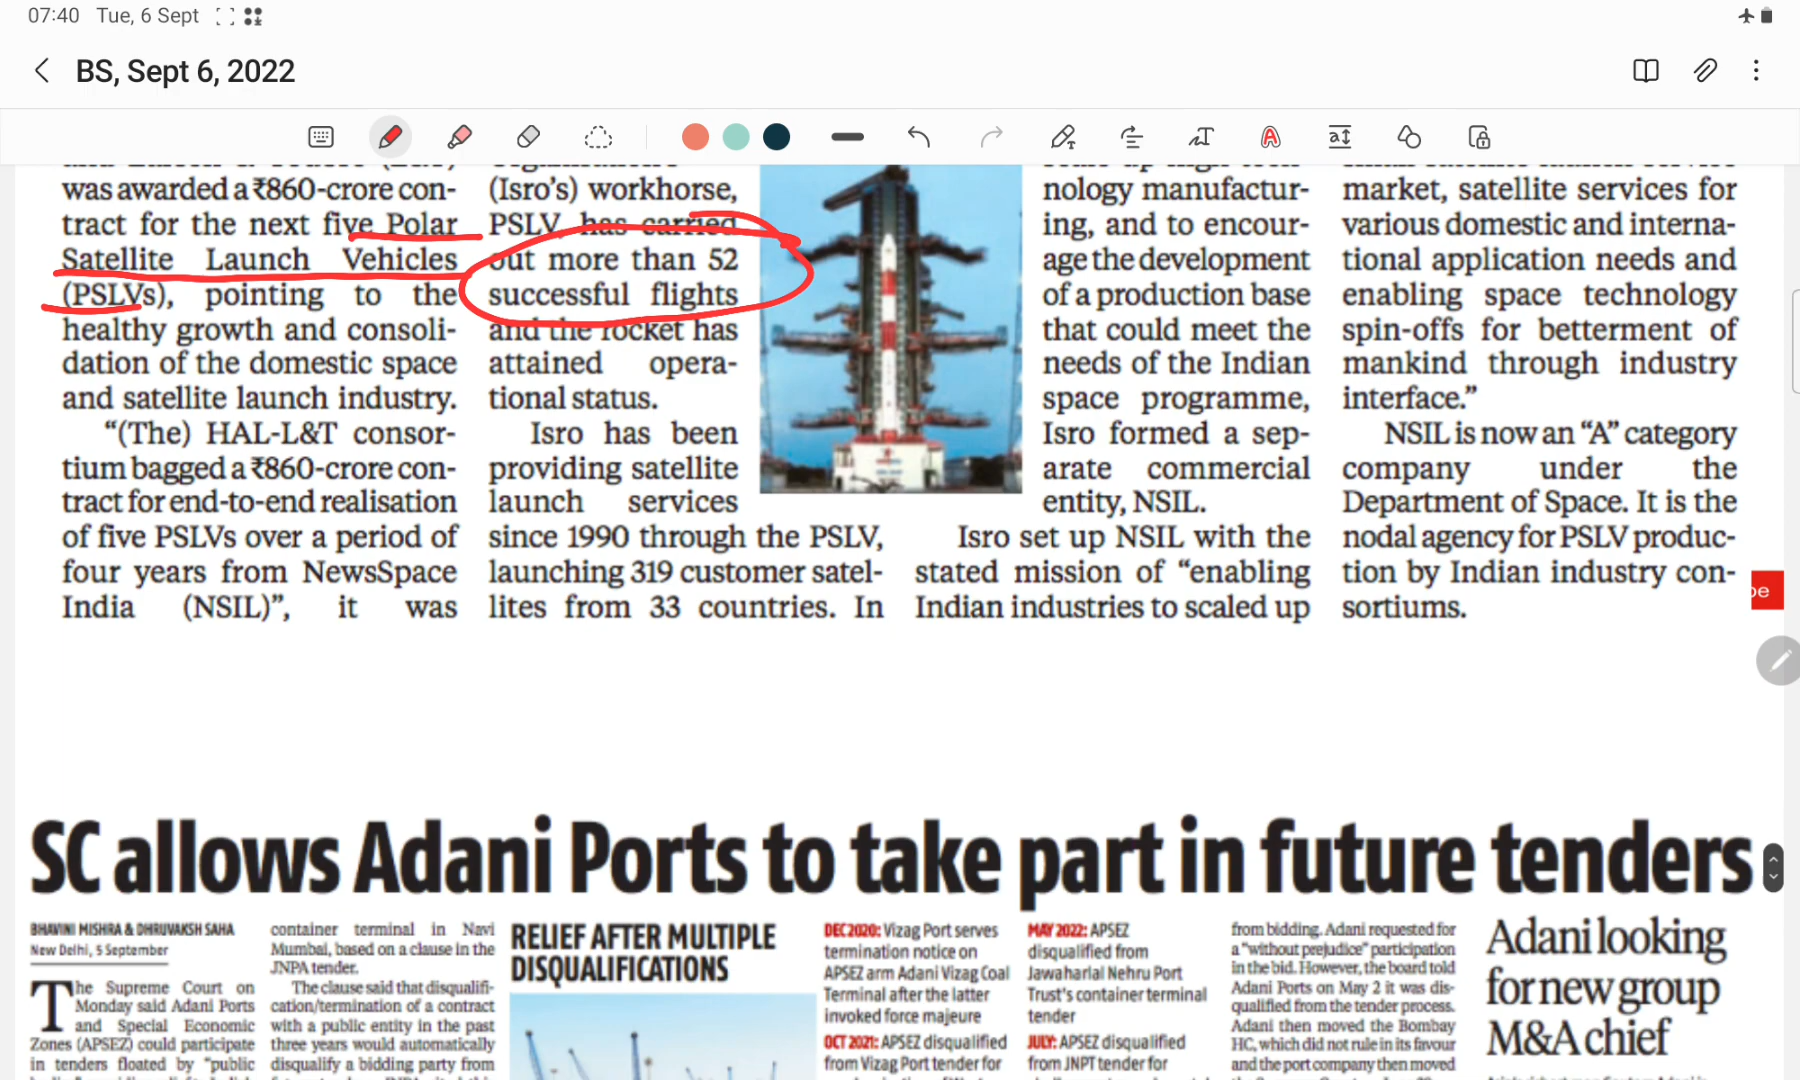 07:40 Tue, 6 Sept
BS, Sept 6, 2022
was awarded a ₹860-crore con-
tract for the next five Polar
Satellite Launch Vehicles
(PSLVs), pointing to the
healthy growth and consoli-
dation of the domestic space
and satellite launch industry.
“(The) HAL-L&T consor-
tium bagged a ₹860-crore con-
tract for end-to-end realisation
of five PSLVs over a period of
four years from NewsSpace
India (NSIL)”, it was
(Isro’s) workhorse,
PSLV, has carried
out more than 52
successful flights
and the rocket has
attained opera-
tional status.
Isro has been
providing satellite
launch services
since 1990 through the PSLV,
launching 319 customer satel-
lites from 33 countries. In
nology manufactur-
ing, and to encour-
age the development
of a production base
that could meet the
needs of the Indian
space programme,
Isro formed a sep-
arate commercial
entity, NSIL.
Isro set up NSIL with the
stated mission of “enabling
Indian industries to scaled up
market, satellite services for
various domestic and interna-
tional application needs and
enabling space technology
spin-offs for betterment of
mankind through industry
interface.”
NSIL is now an “A” category
company under the
Department of Space. It is the
nodal agency for PSLV produc-
tion by Indian industry con-
sortiums.
SC allows Adani Ports to take part in future tenders
BHAVINI MISHRA & DHRUVAKSH SAHA
New Delhi, 5 September
The Supreme Court on
Monday said Adani Ports
and Special Economic
Zones (APSEZ) could participate
in tenders floated by “public
container terminal in Navi
Mumbai, based on a clause in the
JNPA tender.
The clause said that disqualifi-
cation/termination of a contract
with a public entity in the past
three years would automatically
disqualify a bidding party from
RELIEF AFTER MULTIPLE
DISQUALIFICATIONS
DEC 2020: Vizag Port serves
termination notice on
APSEZ arm Adani Vizag Coal
Terminal after the latter
invoked force majeure
OCT 2021: APSEZ disqualified
from Vizag Port tender for
MAY 2022: APSEZ
disqualified from
Jawaharlal Nehru Port
Trust's container terminal
tender
JULY: APSEZ disqualified
from JNPT tender for
from bidding. Adani requested for
a “without prejudice” participation
in the bid. However, the board told
Adani Ports on May 2 it was dis-
qualified from the tender process.
Adani then moved the Bombay
HC, which did not rule in its favour
and the port company then moved
Adani looking
for new group
M&A chief